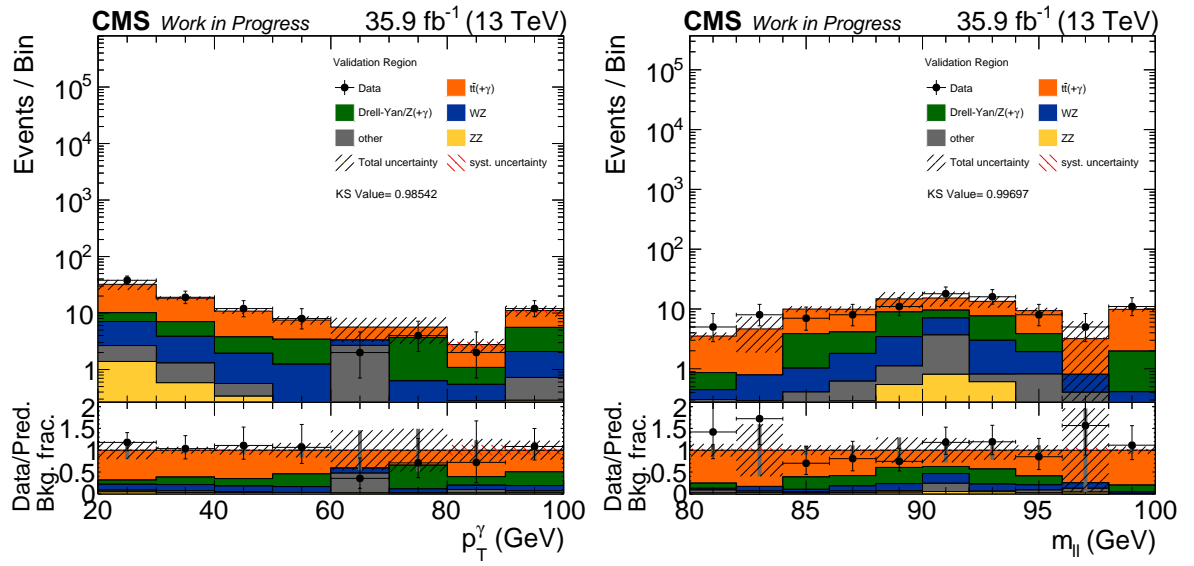 CMS Work in Progress 35.9 fb⁻¹ (13 TeV)
Events / Bin
10⁵
10⁴
10³
10²
10
1
Validation Region
Data
tt̄(+γ)
Drell-Yan/Z(+γ)
WZ
other
ZZ
Total uncertainty
syst. uncertainty
KS Value= 0.98542
Data/Pred.
Bkg. frac.
2
1.5
1
0.5
0
20 40 60 80 100
p_T^γ (GeV)
CMS Work in Progress 35.9 fb⁻¹ (13 TeV)
Events / Bin
10⁵
10⁴
10³
10²
10
1
Validation Region
Data
tt̄(+γ)
Drell-Yan/Z(+γ)
WZ
other
ZZ
Total uncertainty
syst. uncertainty
KS Value= 0.99697
Data/Pred.
Bkg. frac.
2
1.5
1
0.5
0
80 85 90 95 100
m_ll (GeV)